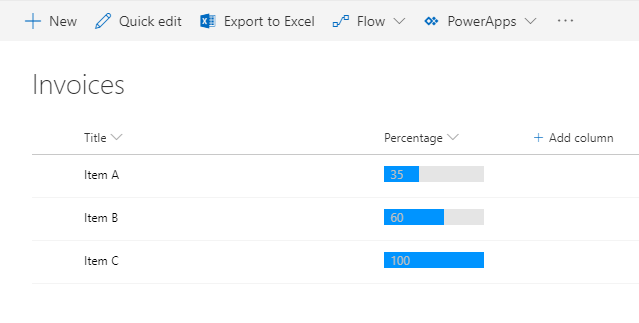 New Quick edit Export to Excel Flow PowerApps ...
Invoices
Title Percentage + Add column
Item A 35
Item B 60
Item C 100